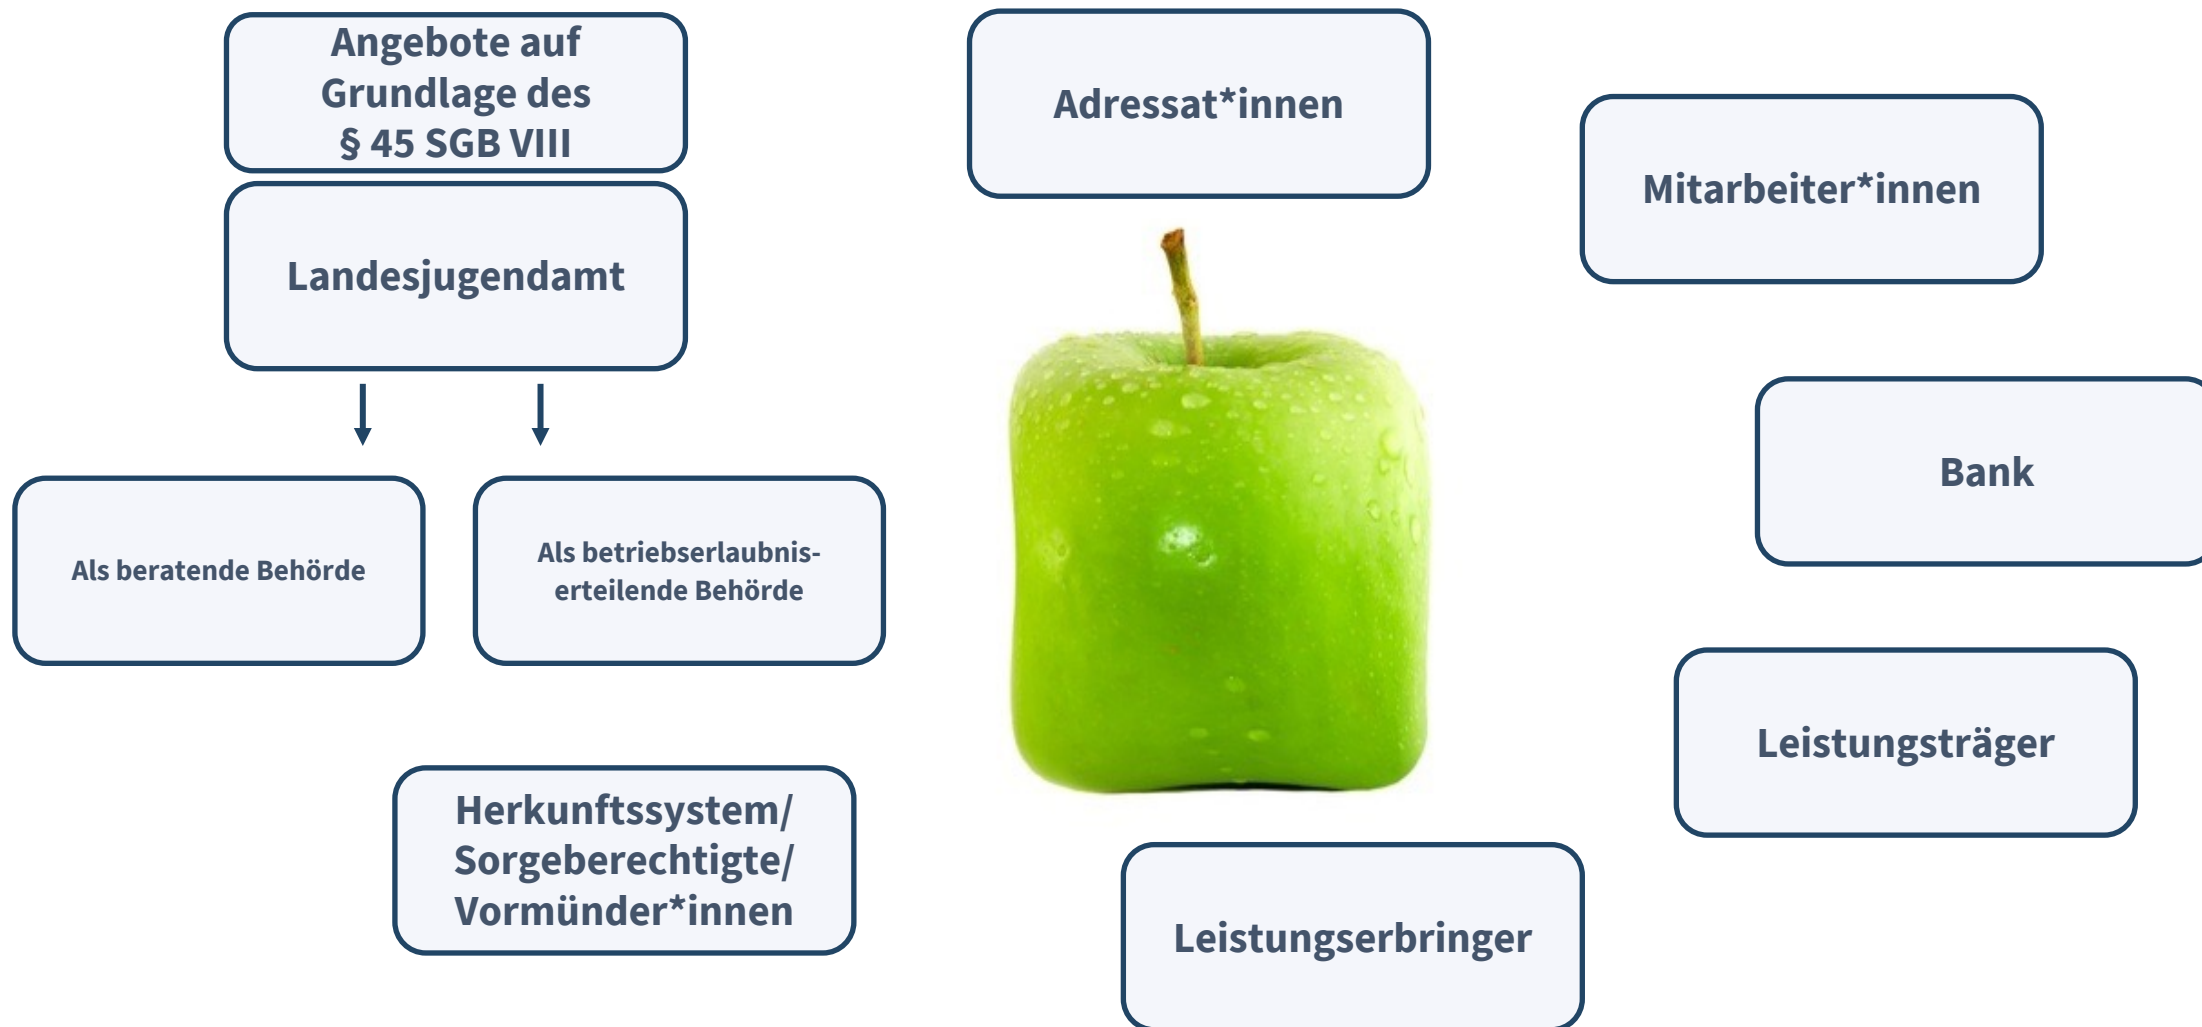 Angebote auf
Grundlage des
§ 45 SGB VIII
Landesjugendamt
Als beratende Behörde
Als betriebserlaubnis-
erteilende Behörde
Herkunftssystem/
Sorgeberechtigte/
Vormünder*innen
Adressat*innen
Mitarbeiter*innen
Bank
Leistungsträger
Leistungserbringer